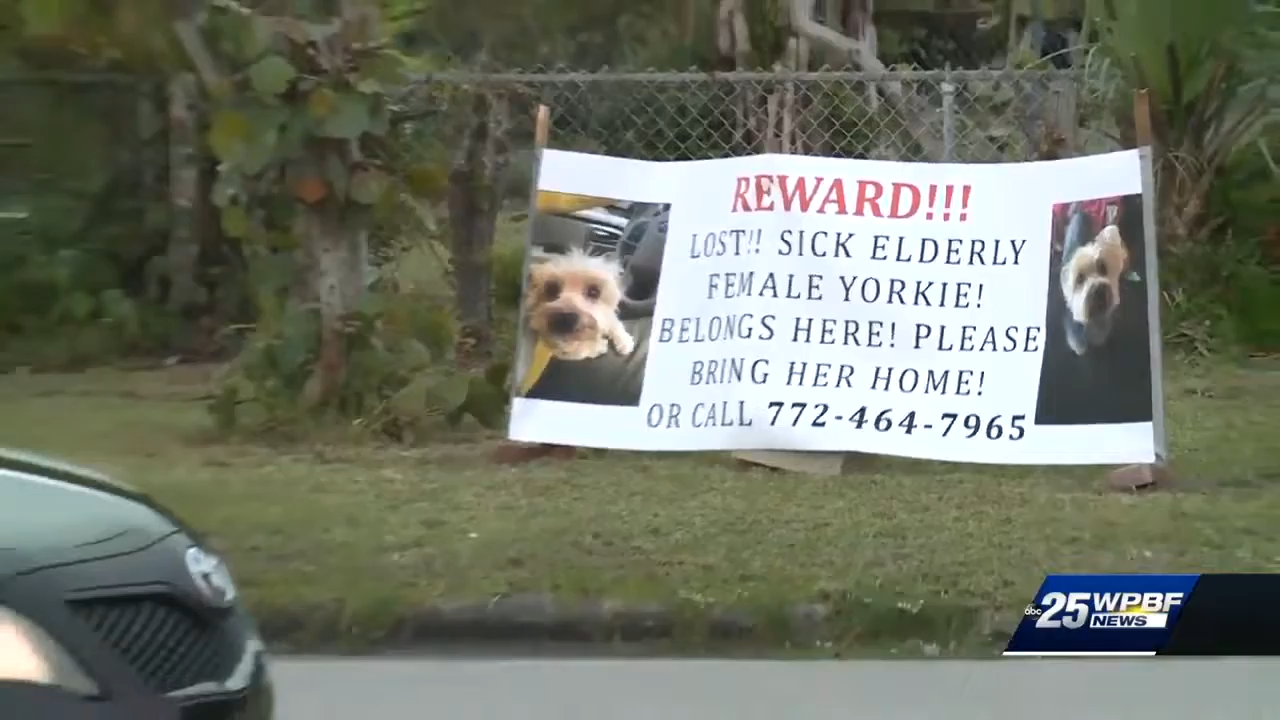 REWARD!!!
LOST!! SICK ELDERLY
FEMALE YORKIE!
BELONGS HERE! PLEASE
BRING HER HOME!
OR CALL 772-464-7965
abc 25 WPBF
NEWS